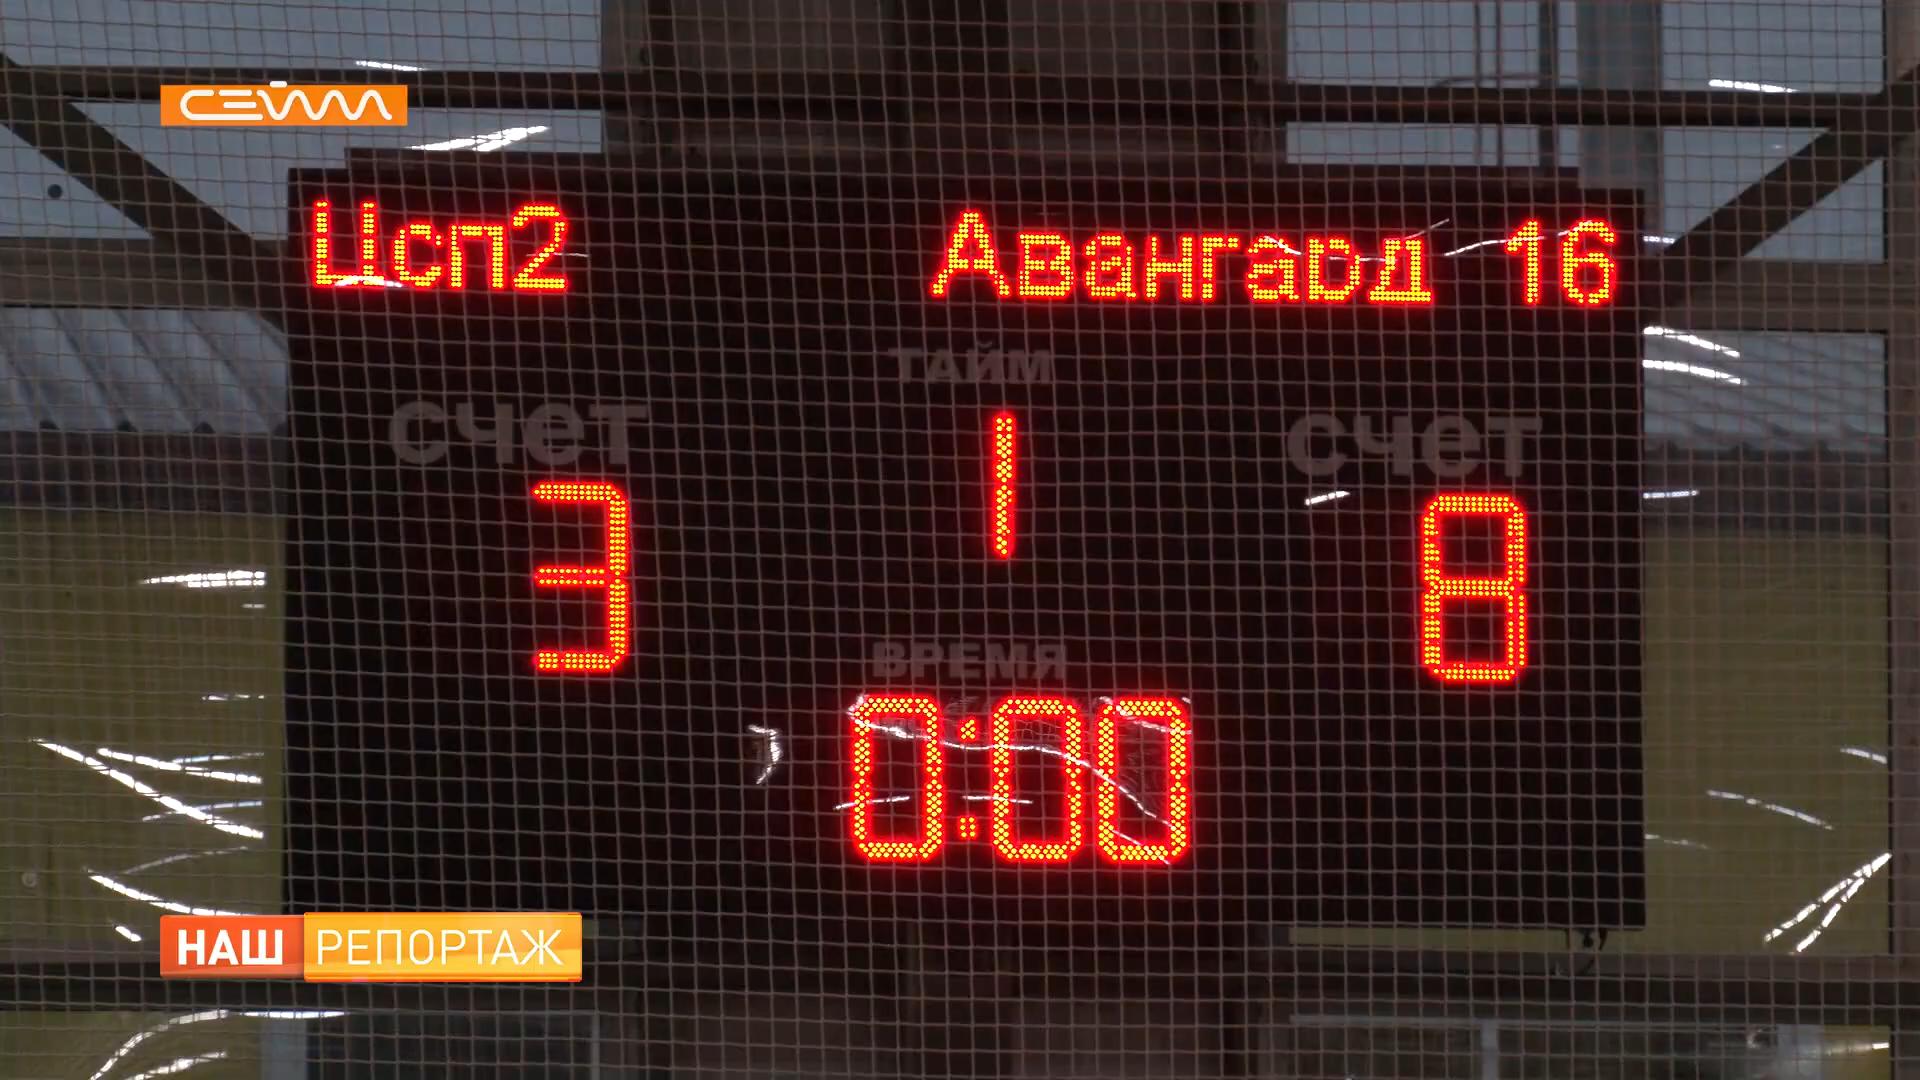 СЕЙМ
Цсп2 Авангард 16
ТАЙМ
счет 1 счет
3 8
ВРЕМЯ
0:00
НАШ РЕПОРТАЖ